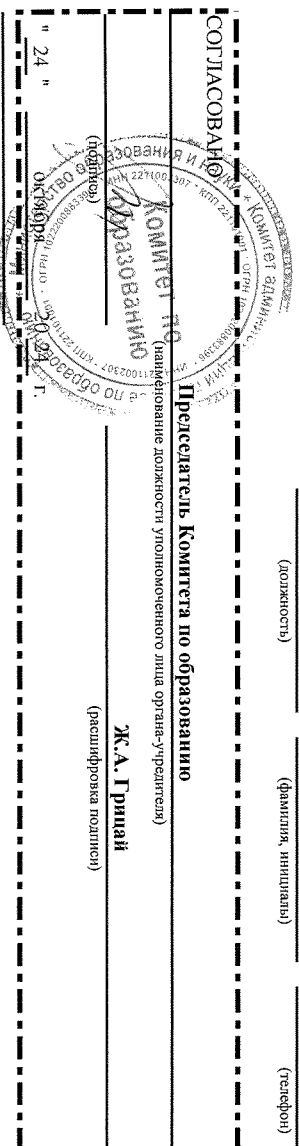 (должность) (фамилия, инициалы) (телефон)
СОГЛАСОВАНО
Председатель Комитета по образованию
(наименование должности уполномоченного лица органа-учредителя)
Ж.А. Грицай
(подпись) (расшифровка подписи)
" 24 " октября 20 24 г.
Комитет по
образованию